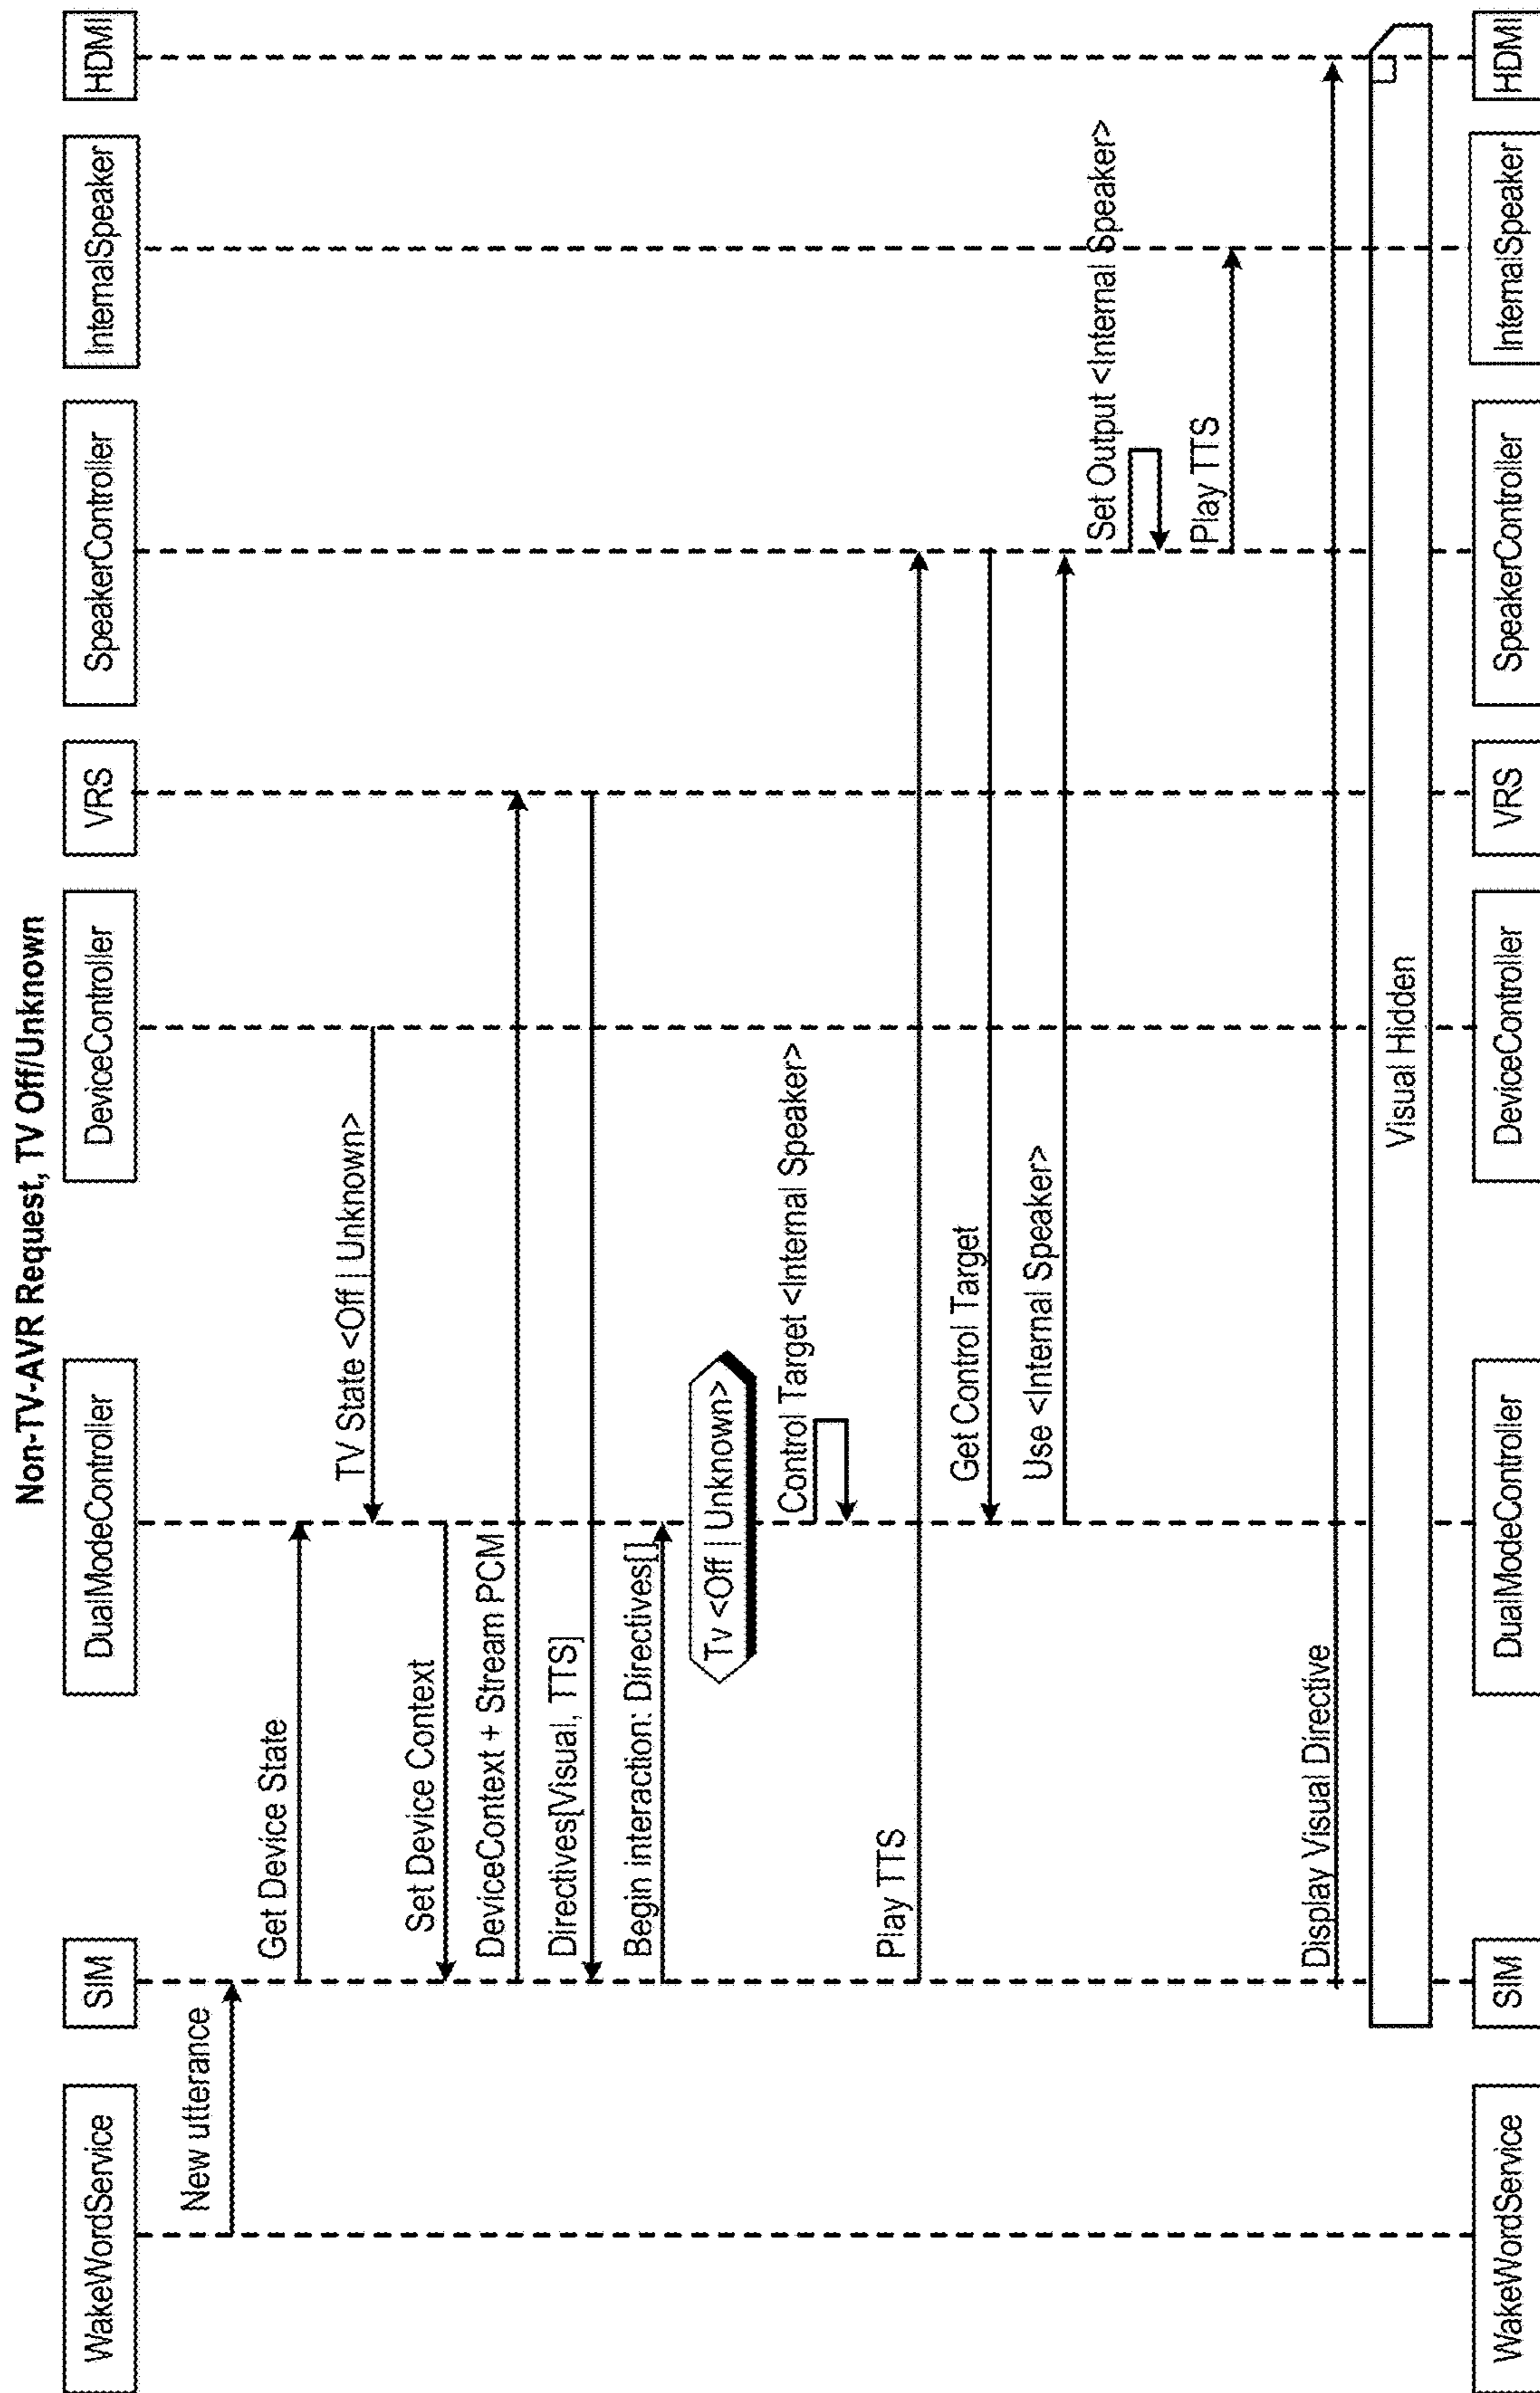 Non-TV-AVR Request, TV Off/Unknown
WakeWordService
SIM
DualModeController
DeviceController
VRS
SpeakerController
InternalSpeaker
HDMI
New utterance
Get Device State
TV State <Off | Unknown>
Set Device Context
DeviceContext + Stream PCM
Directives[Visual, TTS]
Begin interaction: Directives[]
Tv <Off | Unknown>
Control Target <Internal Speaker>
Play TTS
Get Control Target
Use <Internal Speaker>
Set Output <Internal Speaker>
Play TTS
Display Visual Directive
Visual Hidden
WakeWordService
SIM
DualModeController
DeviceController
VRS
SpeakerController
InternalSpeaker
HDMI